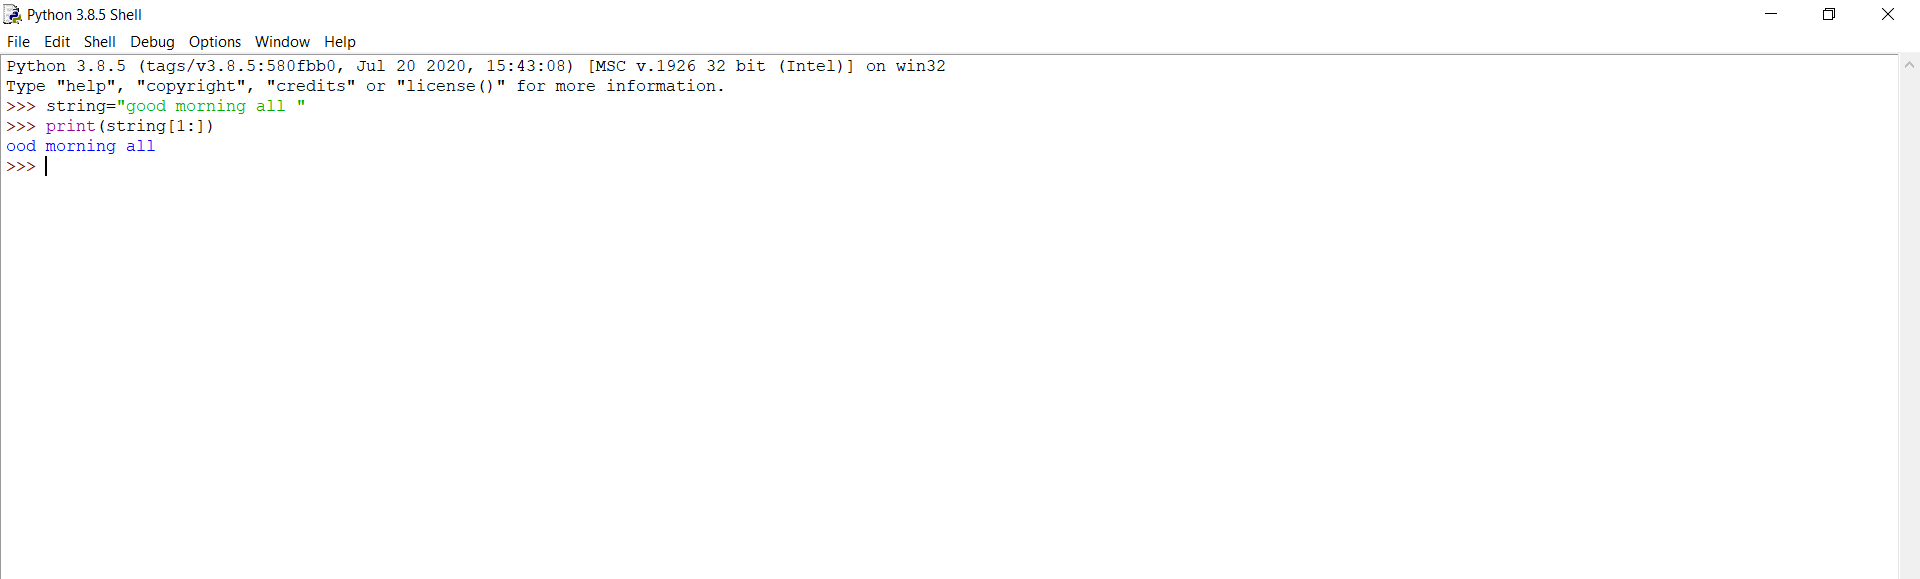 Python 3.8.5 Shell
File Edit Shell Debug Options Window Help
Python 3.8.5 (tags/v3.8.5:580fbb0, Jul 20 2020, 15:43:08) [MSC v.1926 32 bit (Intel)] on win32
Type "help", "copyright", "credits" or "license()" for more information.
>>> string="good morning all "
>>> print(string[1:])
ood morning all
>>>